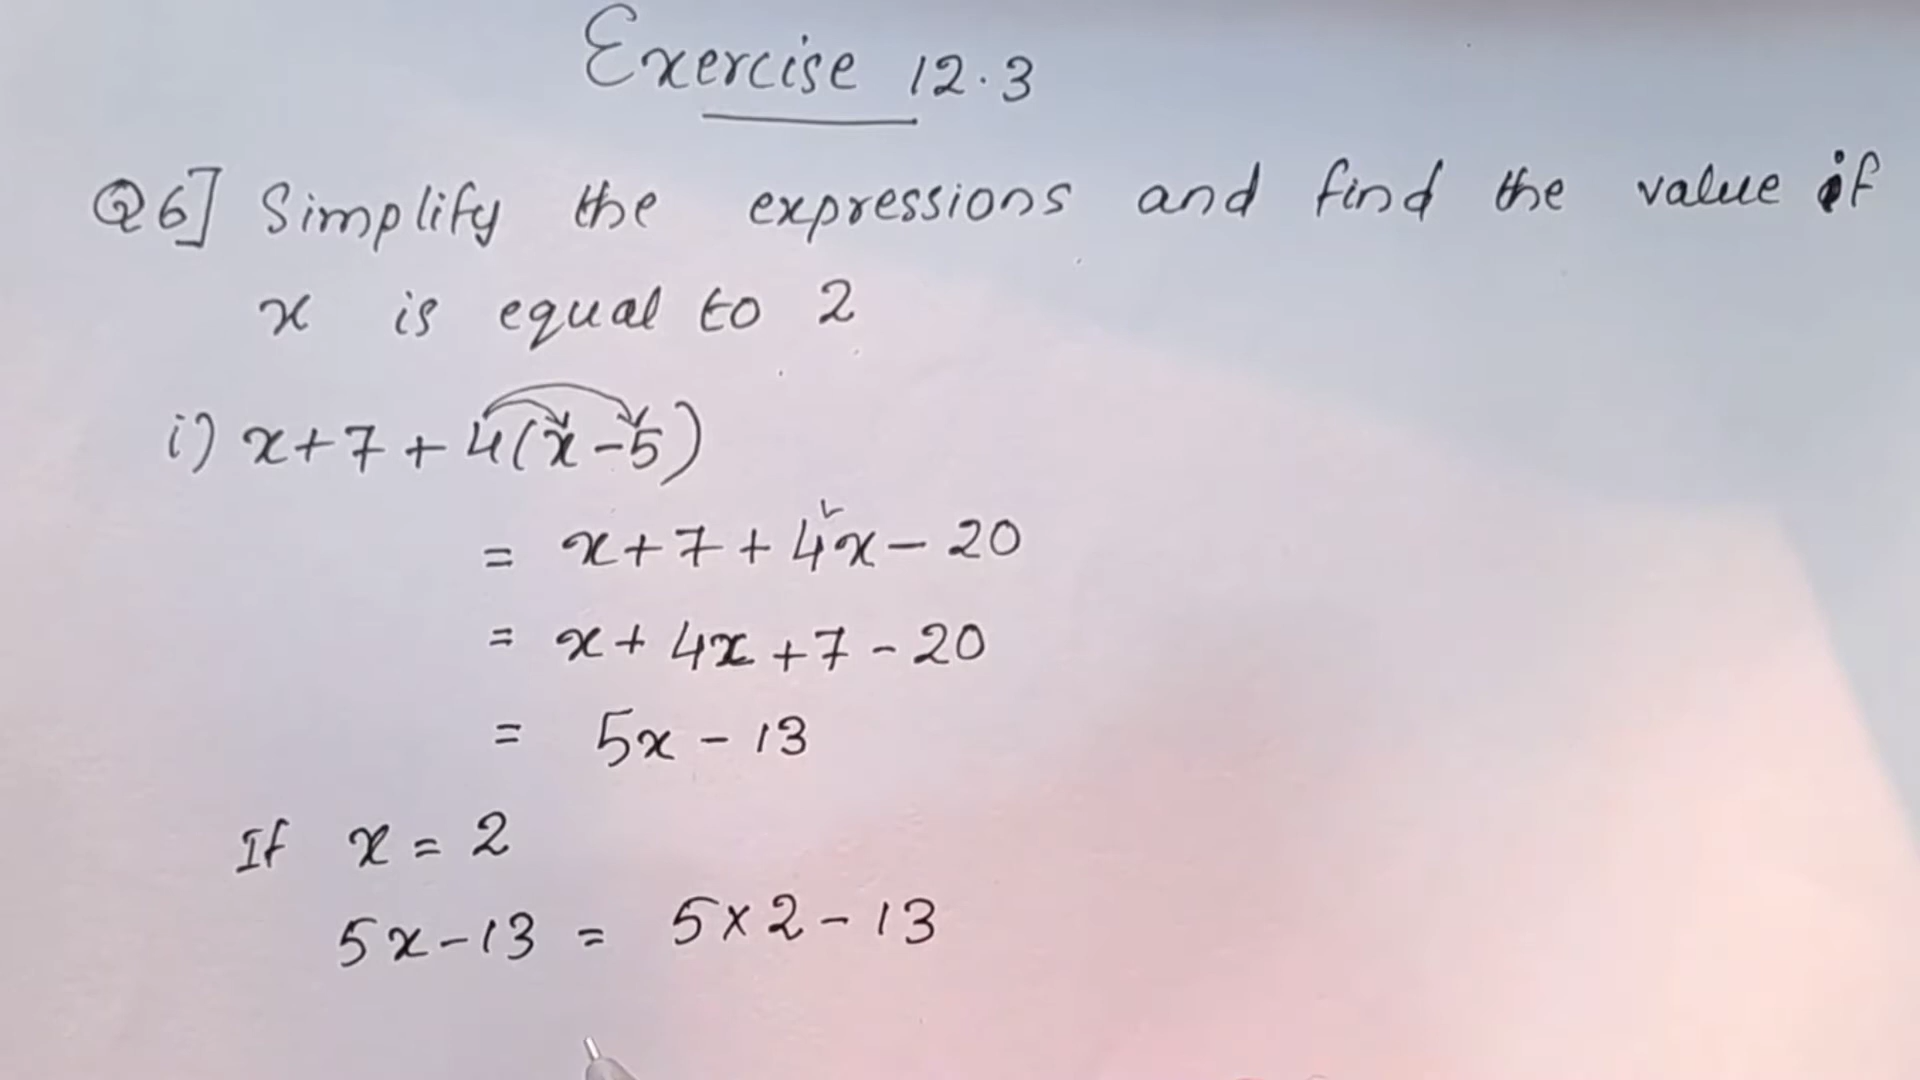 Exercise 12.3
Q6] Simplify the expressions and find the value if
x is equal to 2
i) x+7+4(x-5)
= x+7+4x-20
= x+4x+7-20
= 5x-13
If x=2
5x-13 = 5×2-13